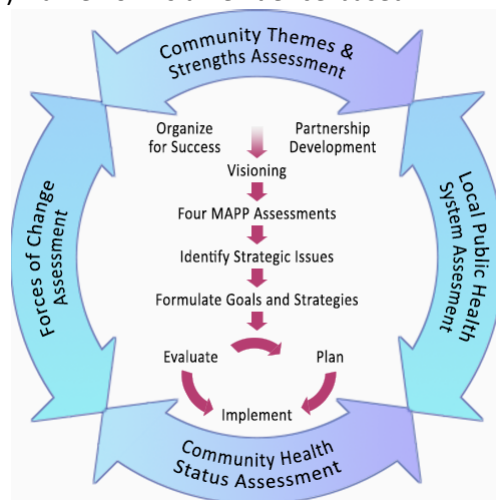 Community Themes &
Strengths Assessment
Organize
for Success
Partnership
Development
Visioning
Four MAPP Assessments
Identify Strategic Issues
Formulate Goals and Strategies
Evaluate
Plan
Implement
Forces of Change
Assessment
Local Public Health
System Assesment
Community Health
Status Assessment